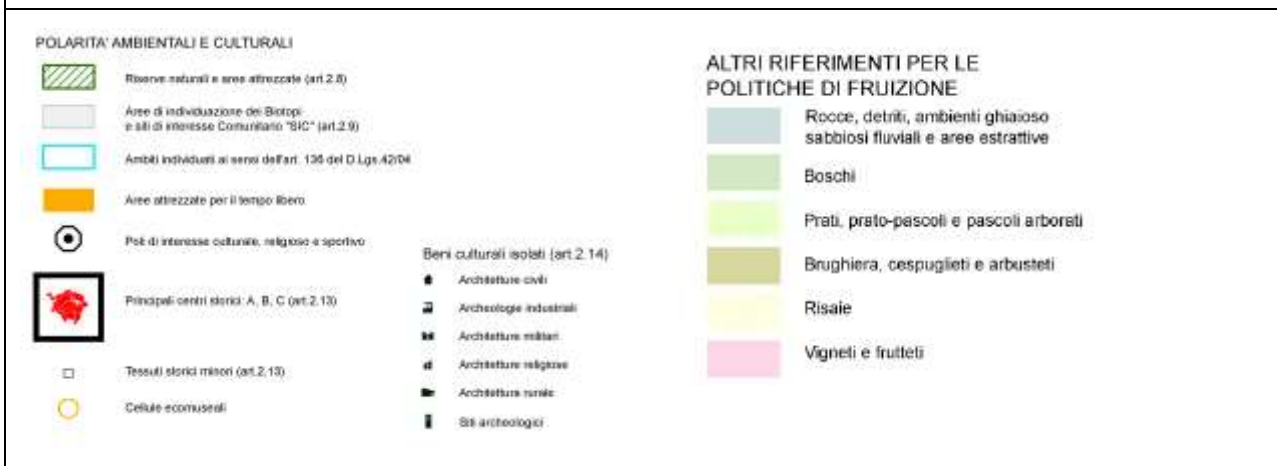 POLARITA' AMBIENTALI E CULTURALI
Riserve naturali e aree attrezzate (art.2.8)
Aree di individuazione dei Biotopi
e siti di interesse Comunitario "SIC" (art.2.9)
Ambiti individuati ai sensi dell'art. 136 del D.Lgs.42/04
Aree attrezzate per il tempo libero
Poli di interesse culturale, religioso e sportivo
Principali centri storici: A, B, C (art.2.13)
Tessuti storici minori (art.2.13)
Cellule ecomuseali
Beni culturali isolati (art.2.14)
Architetture civili
Archeologie industriali
Architetture militari
Architetture religiose
Architetture rurale
Siti archeologici
ALTRI RIFERIMENTI PER LE
POLITICHE DI FRUIZIONE
Rocce, detriti, ambienti ghiaioso
sabbiosi fluviali e aree estrattive
Boschi
Prati, prato-pascoli e pascoli arborati
Brughiera, cespuglieti e arbusteti
Risaie
Vigneti e frutteti